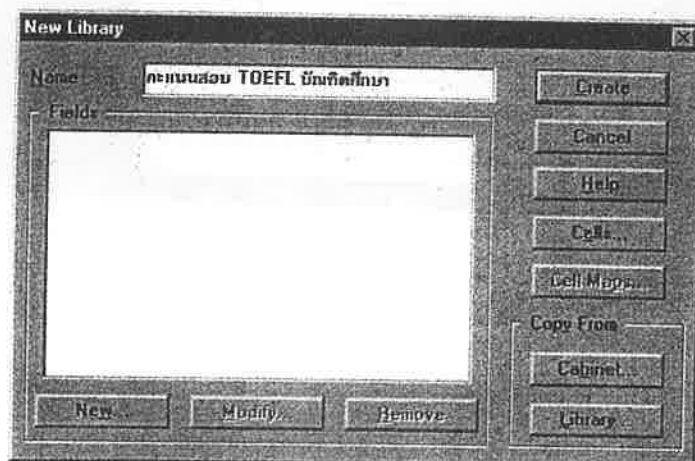 New Library
Name
คะแนนสอบ TOEFL บัณฑิตศึกษา
Fields
New...
Modify...
Remove
Create
Cancel
Help
Cells...
Cell Maps...
Copy From
Cabinet...
Library...